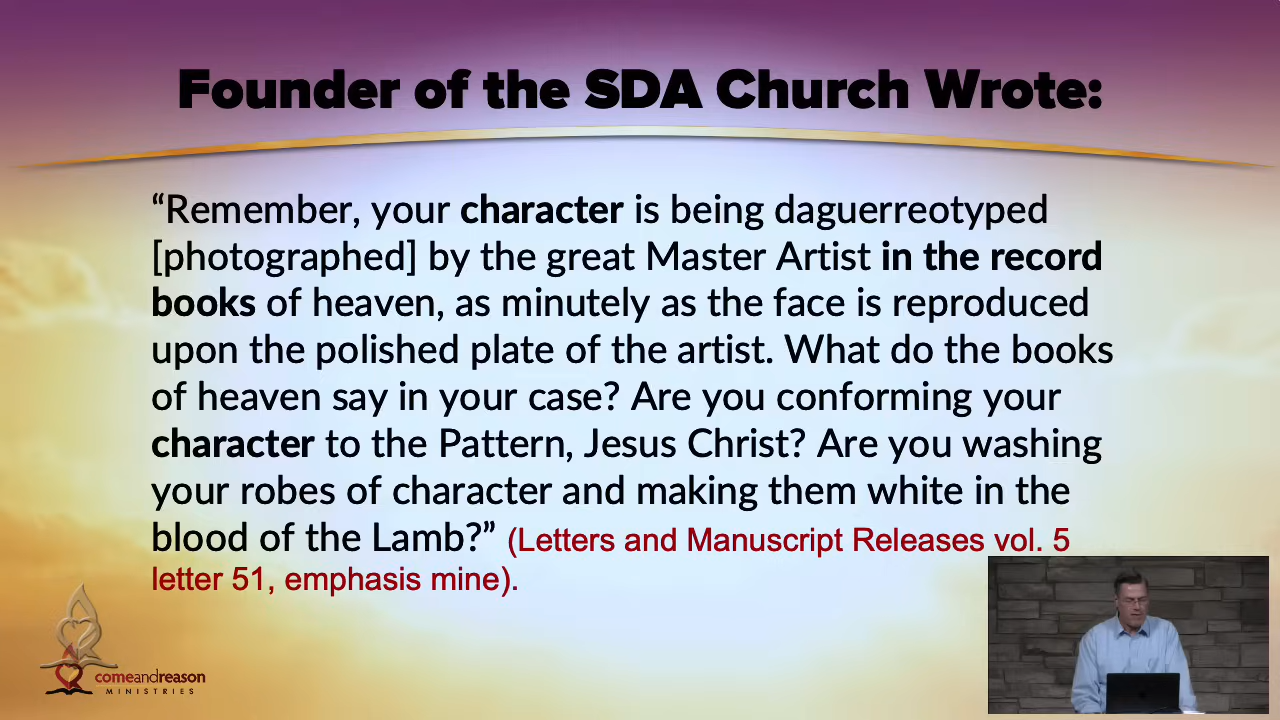 Founder of the SDA Church Wrote:
“Remember, your character is being daguerreotyped
[photographed] by the great Master Artist in the record
books of heaven, as minutely as the face is reproduced
upon the polished plate of the artist. What do the books
of heaven say in your case? Are you conforming your
character to the Pattern, Jesus Christ? Are you washing
your robes of character and making them white in the
blood of the Lamb?” (Letters and Manuscript Releases vol. 5
letter 51, emphasis mine).
comeandreason
MINISTRIES